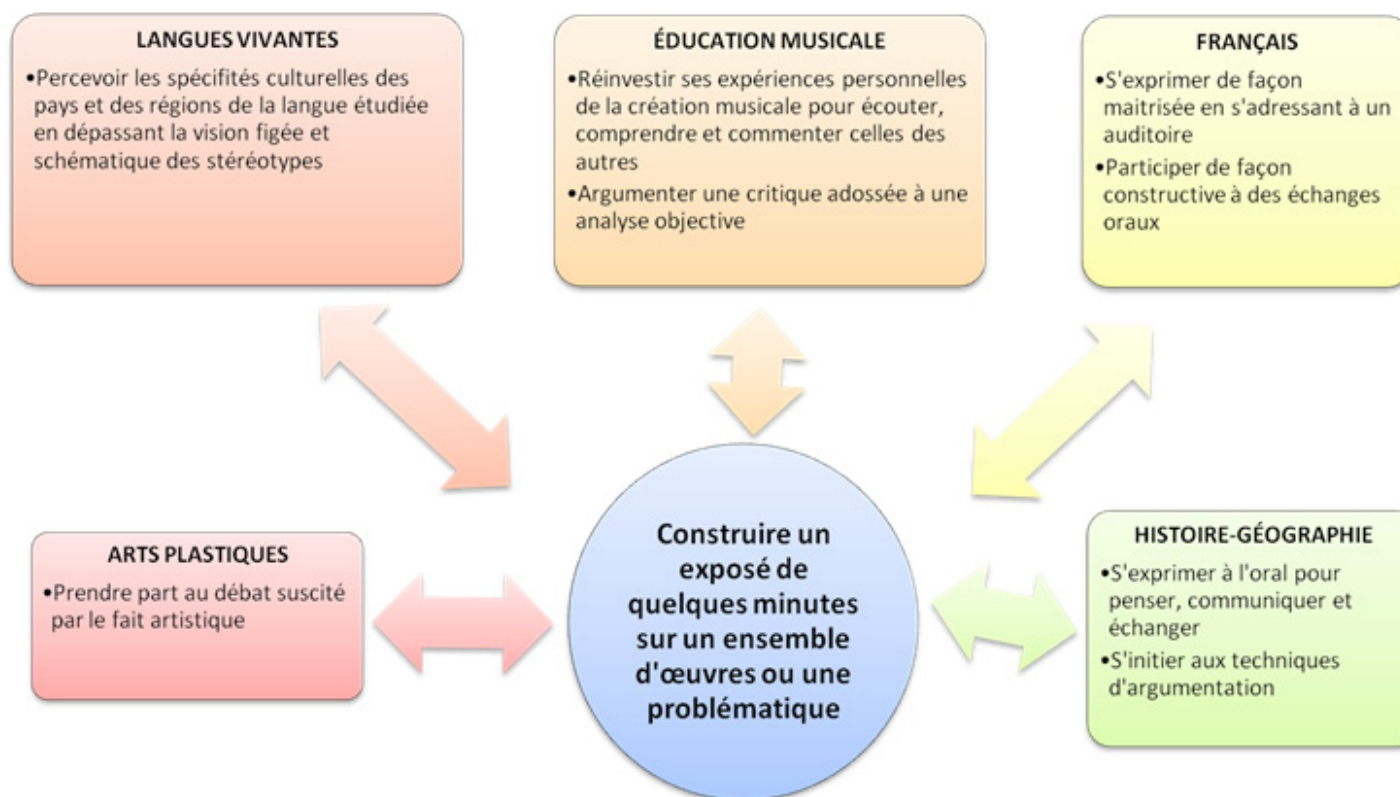 LANGUES VIVANTES
•Percevoir les spécifités culturelles des
pays et des régions de la langue étudiée
en dépassant la vision figée et
schématique des stéréotypes
ÉDUCATION MUSICALE
•Réinvestir ses expériences personnelles
de la création musicale pour écouter,
comprendre et commenter celles des
autres
•Argumenter une critique adossée à une
analyse objective
FRANÇAIS
•S'exprimer de façon
maitrisée en s'adressant à un
auditoire
•Participer de façon
constructive à des échanges
oraux
ARTS PLASTIQUES
•Prendre part au débat suscité
par le fait artistique
Construire un
exposé de
quelques minutes
sur un ensemble
d'œuvres ou une
problématique
HISTOIRE-GÉOGRAPHIE
•S'exprimer à l'oral pour
penser, communiquer et
échanger
•S'initier aux techniques
d'argumentation